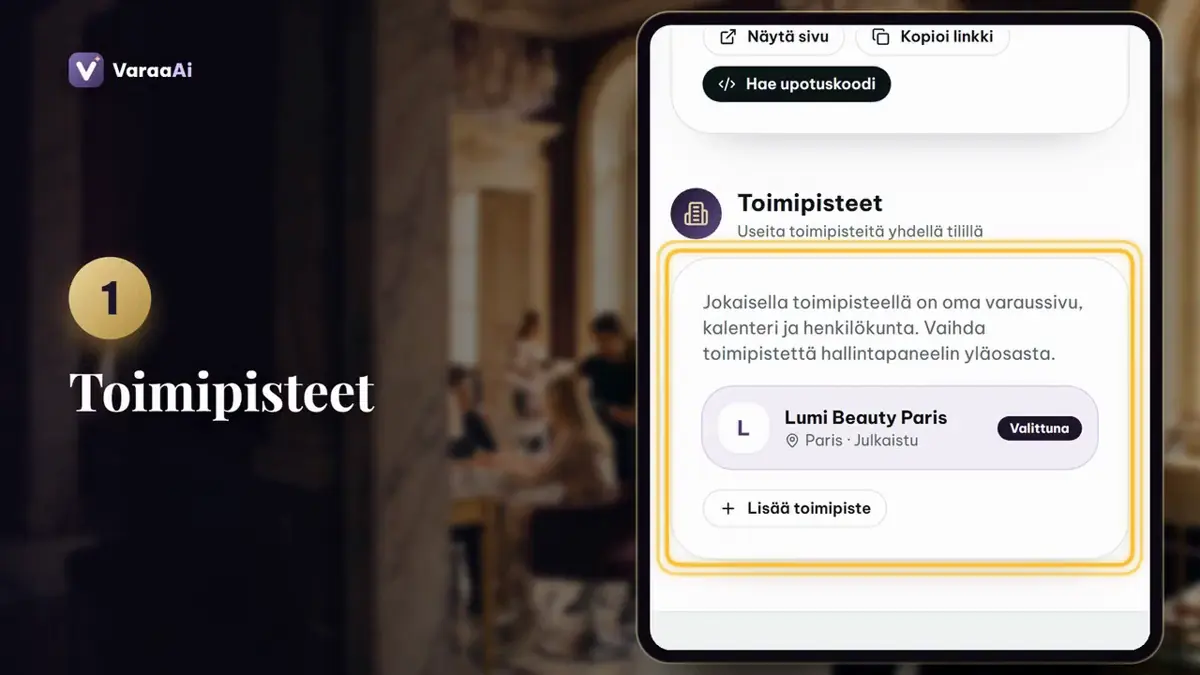 VaraaAi
1
Toimipisteet
Näytä sivu
Kopioi linkki
</> Hae upotuskoodi
Toimipisteet
Useita toimipisteitä yhdellä tilillä
Jokaisella toimipisteellä on oma varaussivu,
kalenteri ja henkilökunta. Vaihda
toimipistettä hallintapaneelin yläosasta.
L
Lumi Beauty Paris
Paris · Julkaistu
Valittuna
+ Lisää toimipiste